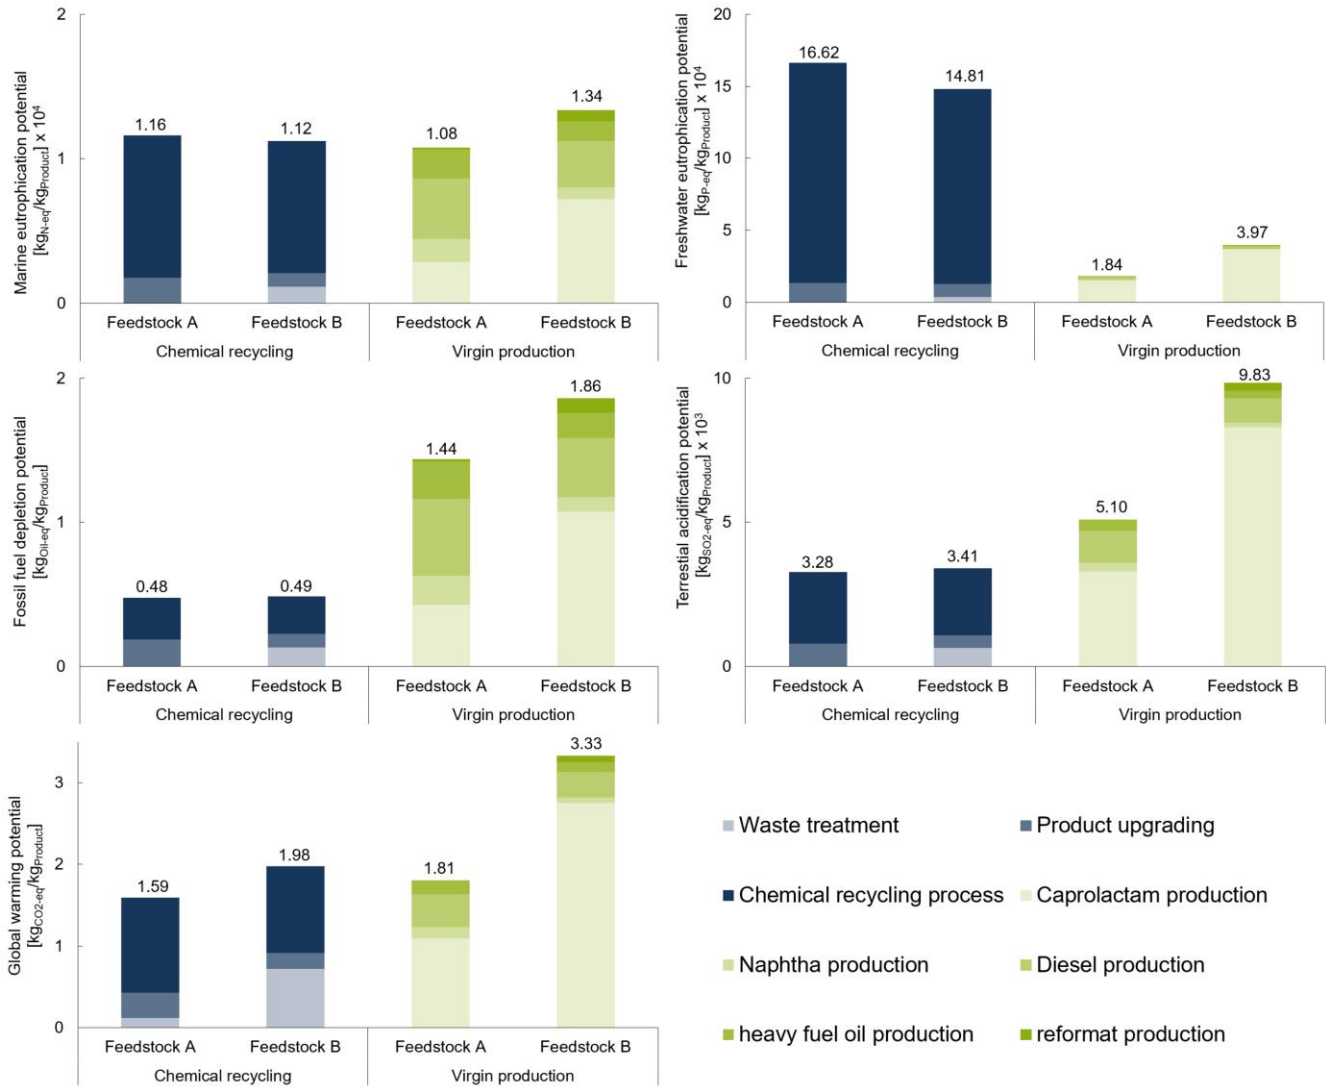 Marine eutrophication potential
[kgN-eq/kgProduct] x 10⁴
2
1
0
1.16
1.12
1.08
1.34
Feedstock A
Feedstock B
Feedstock A
Feedstock B
Chemical recycling
Virgin production
Freshwater eutrophication potential
[kgP-eq/kgProduct] x 10⁴
20
15
10
5
0
16.62
14.81
1.84
3.97
Feedstock A
Feedstock B
Feedstock A
Feedstock B
Chemical recycling
Virgin production
Fossil fuel depletion potential
[kgOil-eq/kgProduct]
2
1
0
0.48
0.49
1.44
1.86
Feedstock A
Feedstock B
Feedstock A
Feedstock B
Chemical recycling
Virgin production
Terrestial acidification potential
[kgSO2-eq/kgProduct] x 10³
10
5
0
3.28
3.41
5.10
9.83
Feedstock A
Feedstock B
Feedstock A
Feedstock B
Chemical recycling
Virgin production
Global warming potential
[kgCO2-eq/kgProduct]
3
2
1
0
1.59
1.98
1.81
3.33
Feedstock A
Feedstock B
Feedstock A
Feedstock B
Chemical recycling
Virgin production
Waste treatment
Product upgrading
Chemical recycling process
Caprolactam production
Naphtha production
Diesel production
heavy fuel oil production
reformat production